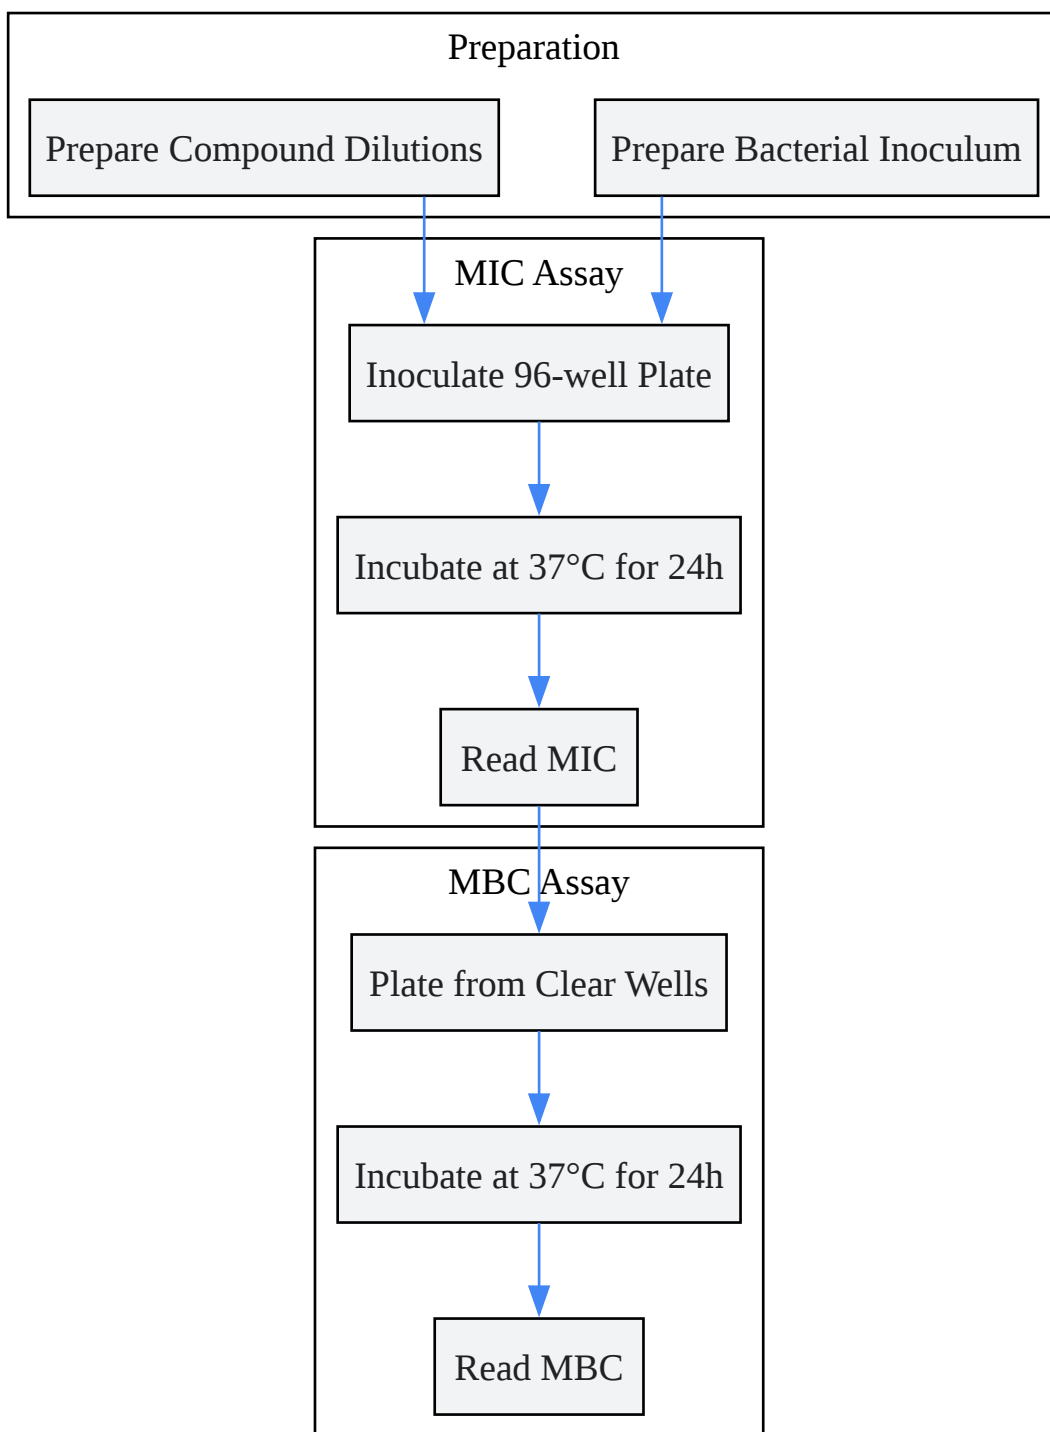 Preparation
Prepare Compound Dilutions
Prepare Bacterial Inoculum
MIC Assay
Inoculate 96-well Plate
Incubate at 37°C for 24h
Read MIC
MBC Assay
Plate from Clear Wells
Incubate at 37°C for 24h
Read MBC